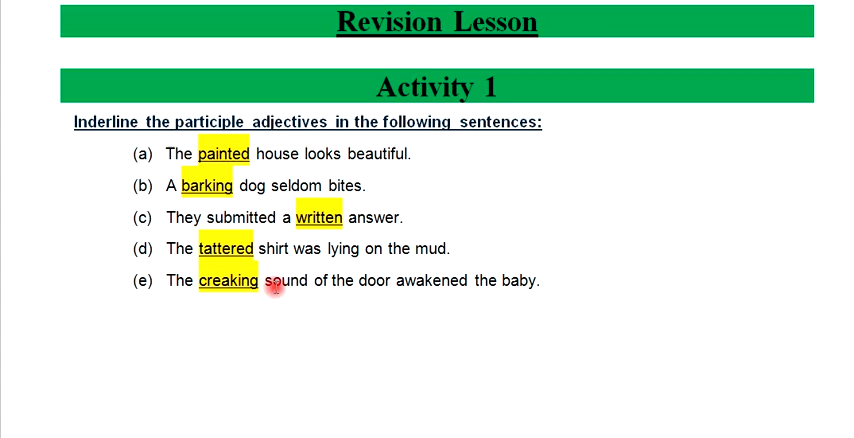 Revision Lesson
Activity 1
Inderline the participle adjectives in the following sentences:
(a) The painted house looks beautiful.
(b) A barking dog seldom bites.
(c) They submitted a written answer.
(d) The tattered shirt was lying on the mud.
(e) The creaking sound of the door awakened the baby.